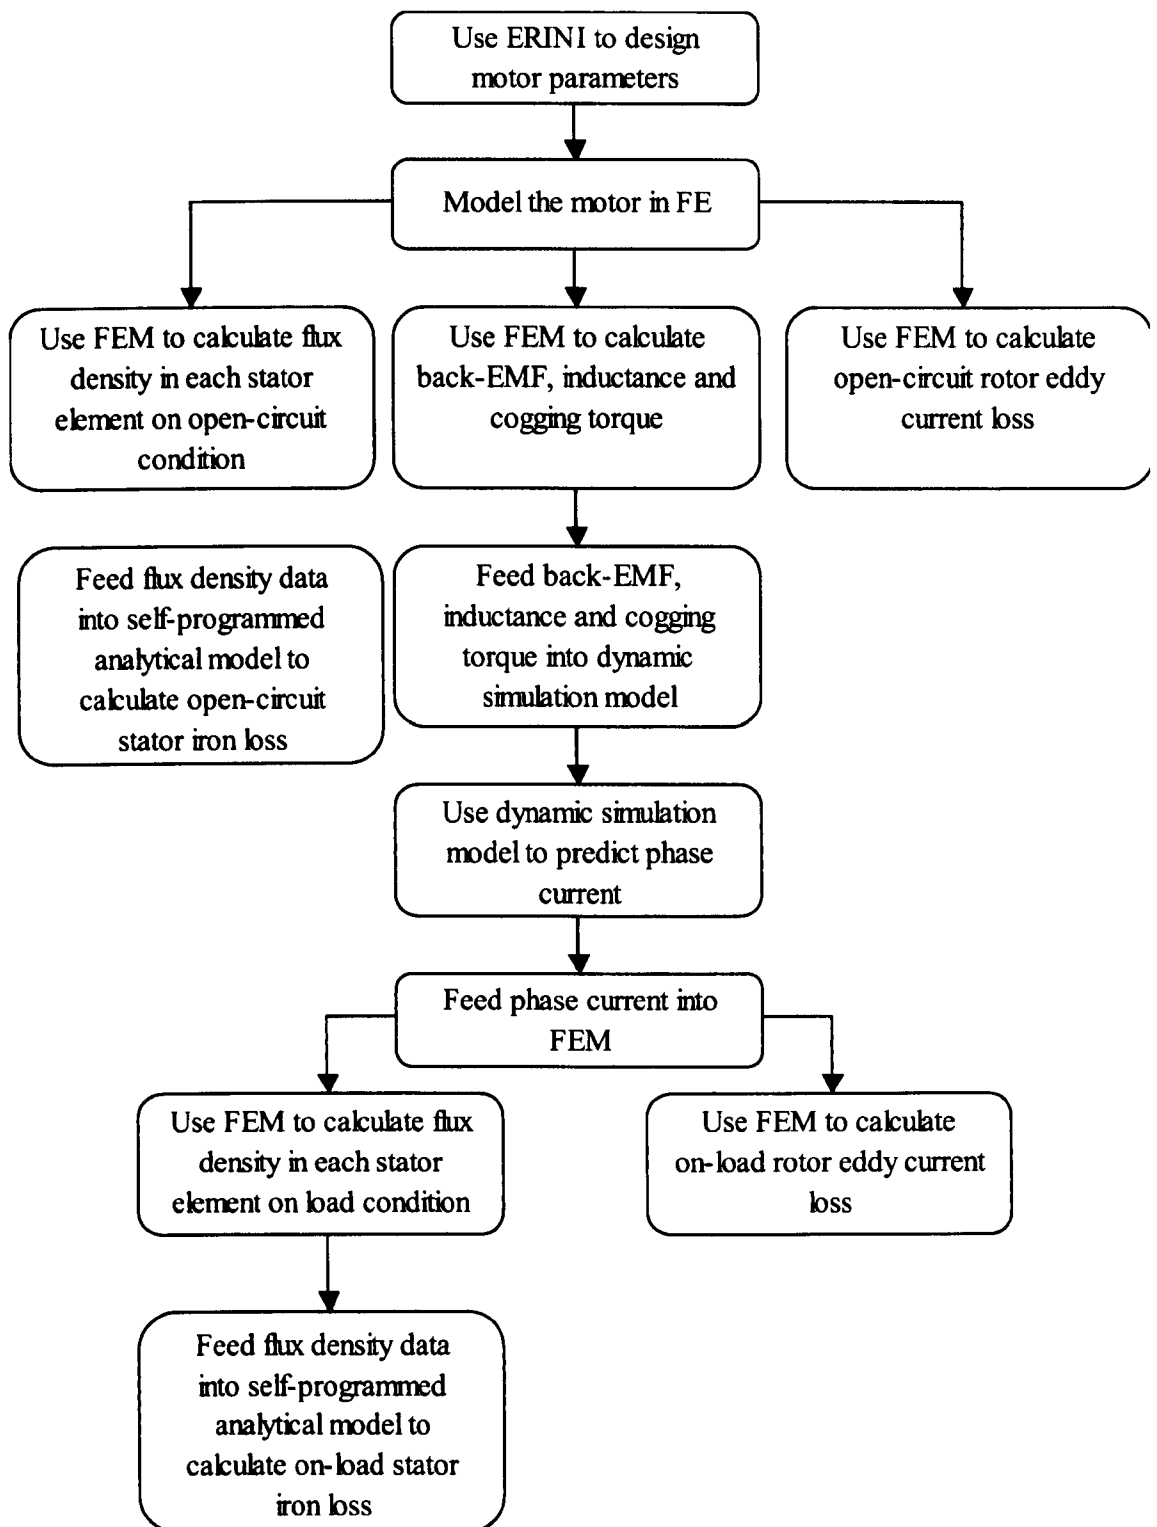 Use ERINI to design
motor parameters
Model the motor in FE
Use FEM to calculate flux
density in each stator
element on open-circuit
condition
Use FEM to calculate
back-EMF, inductance and
cogging torque
Use FEM to calculate
open-circuit rotor eddy
current loss
Feed flux density data
into self-programmed
analytical model to
calculate open-circuit
stator iron loss
Feed back-EMF,
inductance and cogging
torque into dynamic
simulation model
Use dynamic simulation
model to predict phase
current
Feed phase current into
FEM
Use FEM to calculate flux
density in each stator
element on load condition
Use FEM to calculate
on-load rotor eddy current
loss
Feed flux density data
into self-programmed
analytical model to
calculate on-load stator
iron loss